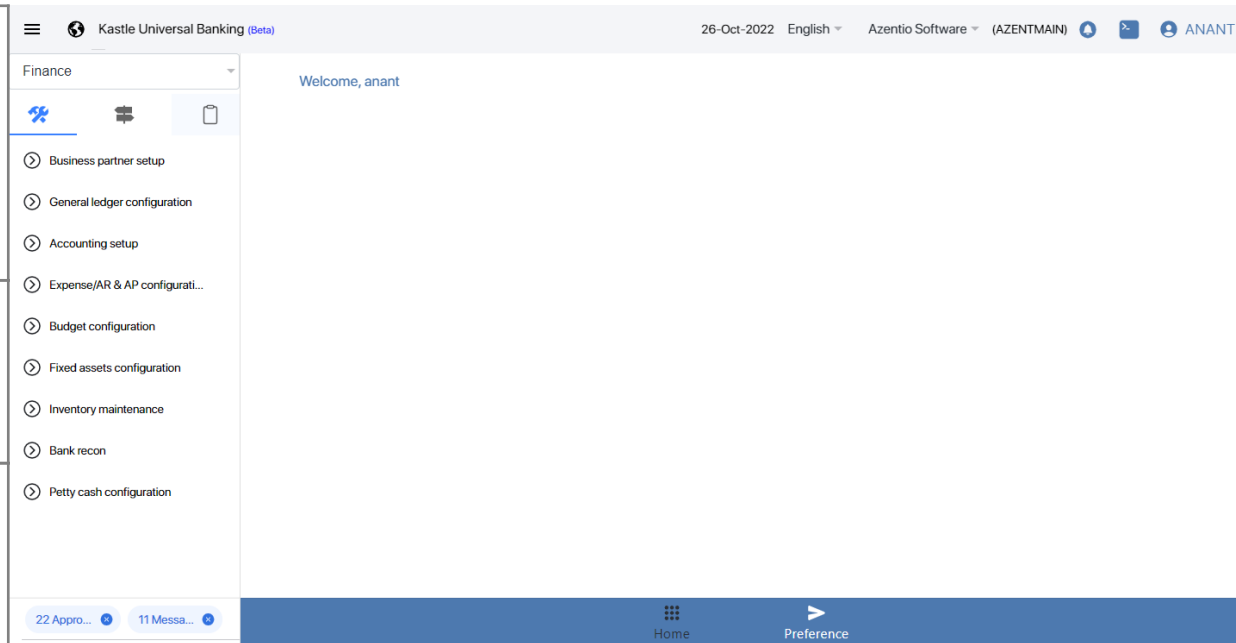 Kastle Universal Banking (Beta)
26-Oct-2022 English Azentio Software (AZENTMAIN) ANANT
Finance
Welcome, anant
Business partner setup
General ledger configuration
Accounting setup
Expense/AR & AP configurati...
Budget configuration
Fixed assets configuration
Inventory maintenance
Bank recon
Petty cash configuration
22 Appro... 11 Messa...
Home Preference